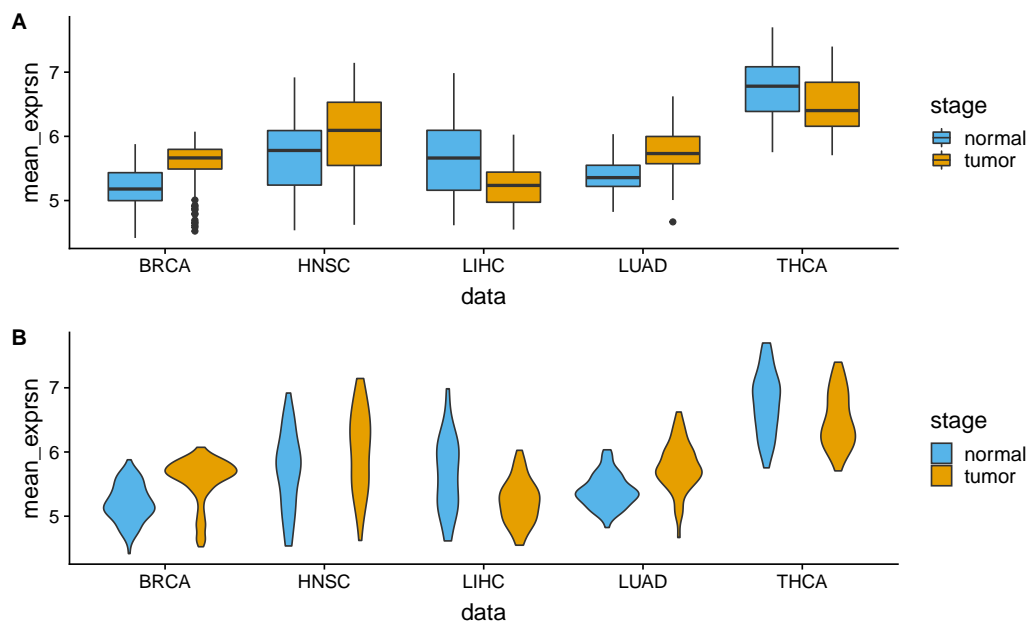 A
mean_exprsn
7
6
5
BRCA HNSC LIHC LUAD THCA
data
stage
normal
tumor
B
mean_exprsn
7
6
5
BRCA HNSC LIHC LUAD THCA
data
stage
normal
tumor